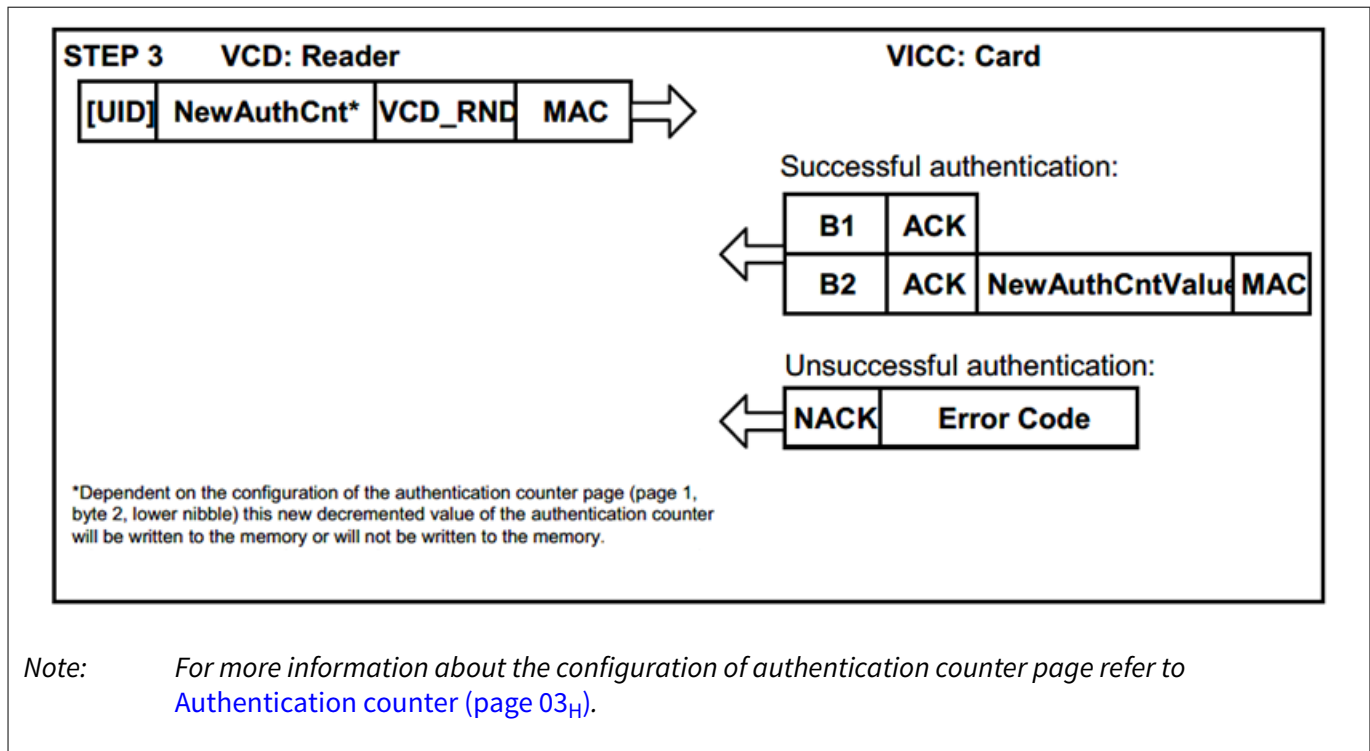 STEP 3 VCD: Reader VICC: Card
[UID] NewAuthCnt* VCD_RND MAC
Successful authentication:
B1 ACK
B2 ACK NewAuthCntValue MAC
Unsuccessful authentication:
NACK Error Code
*Dependent on the configuration of the authentication counter page (page 1,
byte 2, lower nibble) this new decremented value of the authentication counter
will be written to the memory or will not be written to the memory.
Note: For more information about the configuration of authentication counter page refer to
Authentication counter (page 03H).